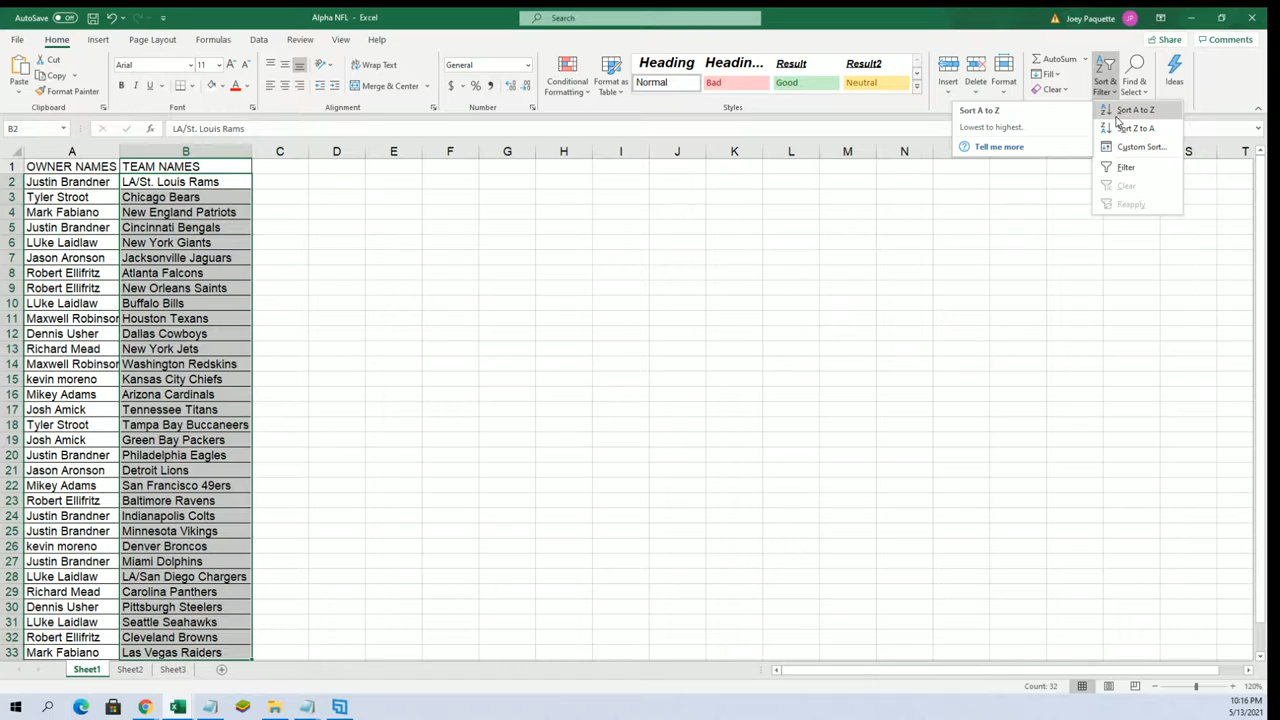 AutoSave Off
Alpha NFL - Excel
Search
Joey Paquette JP
File Home Insert Page Layout Formulas Data Review View Help
Share Comments
Paste
Cut
Copy
Format Painter
Clipboard
Arial 11
B I U
Font
Wrap Text
Merge & Center
Alignment
General
Number
Conditional Formatting
Format as Table
Heading Headin... Result Result2
Normal Bad Good Neutral
Styles
Insert Delete Format
AutoSum
Fill
Clear
Sort & Filter
Find & Select
Ideas
Sort A to Z
Lowest to highest.
Tell me more
Sort A to Z
Sort Z to A
Custom Sort...
Filter
Clear
Reapply
B2 fx LA/St. Louis Rams
A B C D E F G H I J K L M N S T
1 OWNER NAMES TEAM NAMES
2 Justin Brandner LA/St. Louis Rams
3 Tyler Stroot Chicago Bears
4 Mark Fabiano New England Patriots
5 Justin Brandner Cincinnati Bengals
6 LUke Laidlaw New York Giants
7 Jason Aronson Jacksonville Jaguars
8 Robert Ellifritz Atlanta Falcons
9 Robert Ellifritz New Orleans Saints
10 LUke Laidlaw Buffalo Bills
11 Maxwell Robinson Houston Texans
12 Dennis Usher Dallas Cowboys
13 Richard Mead New York Jets
14 Maxwell Robinson Washington Redskins
15 kevin moreno Kansas City Chiefs
16 Mikey Adams Arizona Cardinals
17 Josh Amick Tennessee Titans
18 Tyler Stroot Tampa Bay Buccaneers
19 Josh Amick Green Bay Packers
20 Justin Brandner Philadelphia Eagles
21 Jason Aronson Detroit Lions
22 Mikey Adams San Francisco 49ers
23 Robert Ellifritz Baltimore Ravens
24 Justin Brandner Indianapolis Colts
25 Justin Brandner Minnesota Vikings
26 kevin moreno Denver Broncos
27 Justin Brandner Miami Dolphins
28 LUke Laidlaw LA/San Diego Chargers
29 Richard Mead Carolina Panthers
30 Dennis Usher Pittsburgh Steelers
31 LUke Laidlaw Seattle Seahawks
32 Robert Ellifritz Cleveland Browns
33 Mark Fabiano Las Vegas Raiders
Sheet1 Sheet2 Sheet3
Count: 32
120%
10:16 PM
5/13/2021